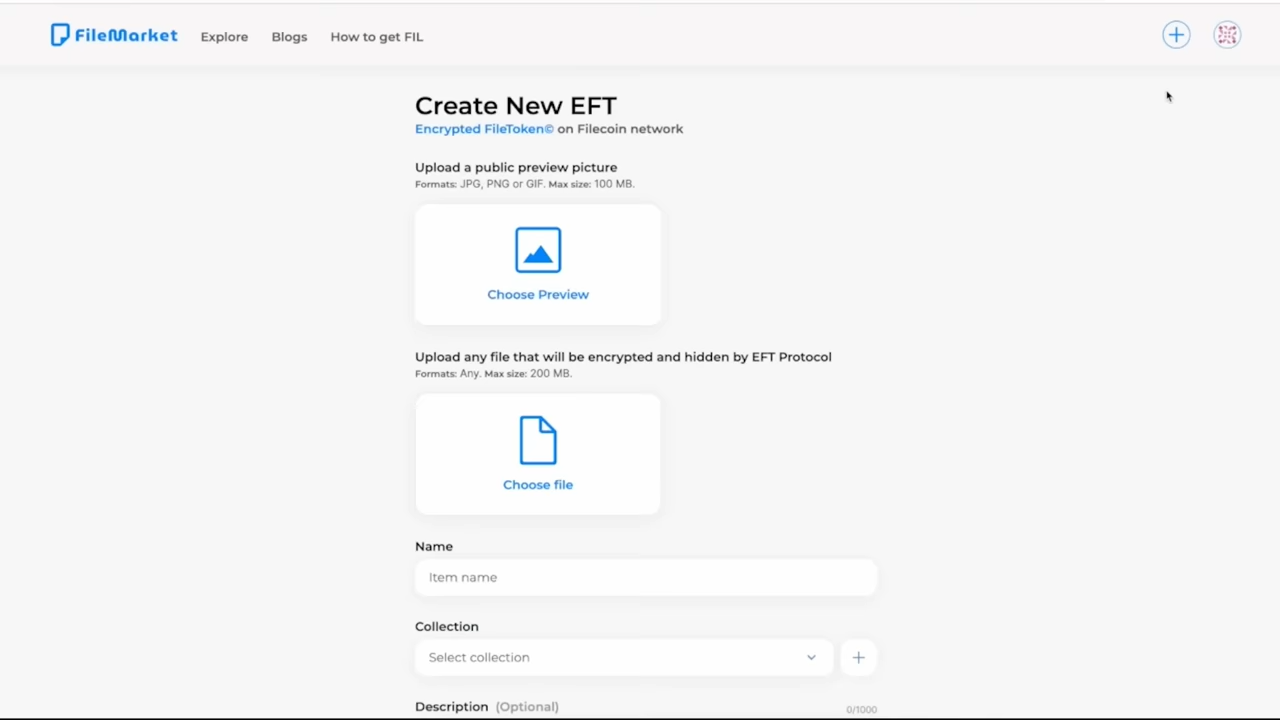 FileMarket Explore Blogs How to get FIL
Create New EFT
Encrypted FileToken© on Filecoin network
Upload a public preview picture
Formats: JPG, PNG or GIF. Max size: 100 MB.
Choose Preview
Upload any file that will be encrypted and hidden by EFT Protocol
Formats: Any. Max size: 200 MB.
Choose file
Name
Item name
Collection
Select collection
Description (Optional) 0/1000